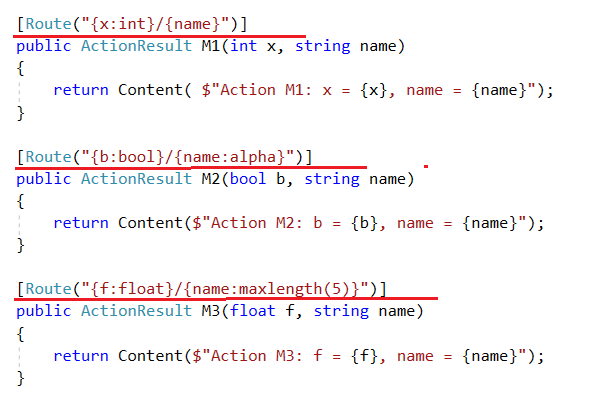 [Route("{x:int}/{name}")]
public ActionResult M1(int x, string name)
{
    return Content( $"Action M1: x = {x}, name = {name}");
}
[Route("{b:bool}/{name:alpha}")]
public ActionResult M2(bool b, string name)
{
    return Content($"Action M2: b = {b}, name = {name}");
}
[Route("{f:float}/{name:maxlength(5)}")]
public ActionResult M3(float f, string name)
{
    return Content($"Action M3: f = {f}, name = {name}");
}